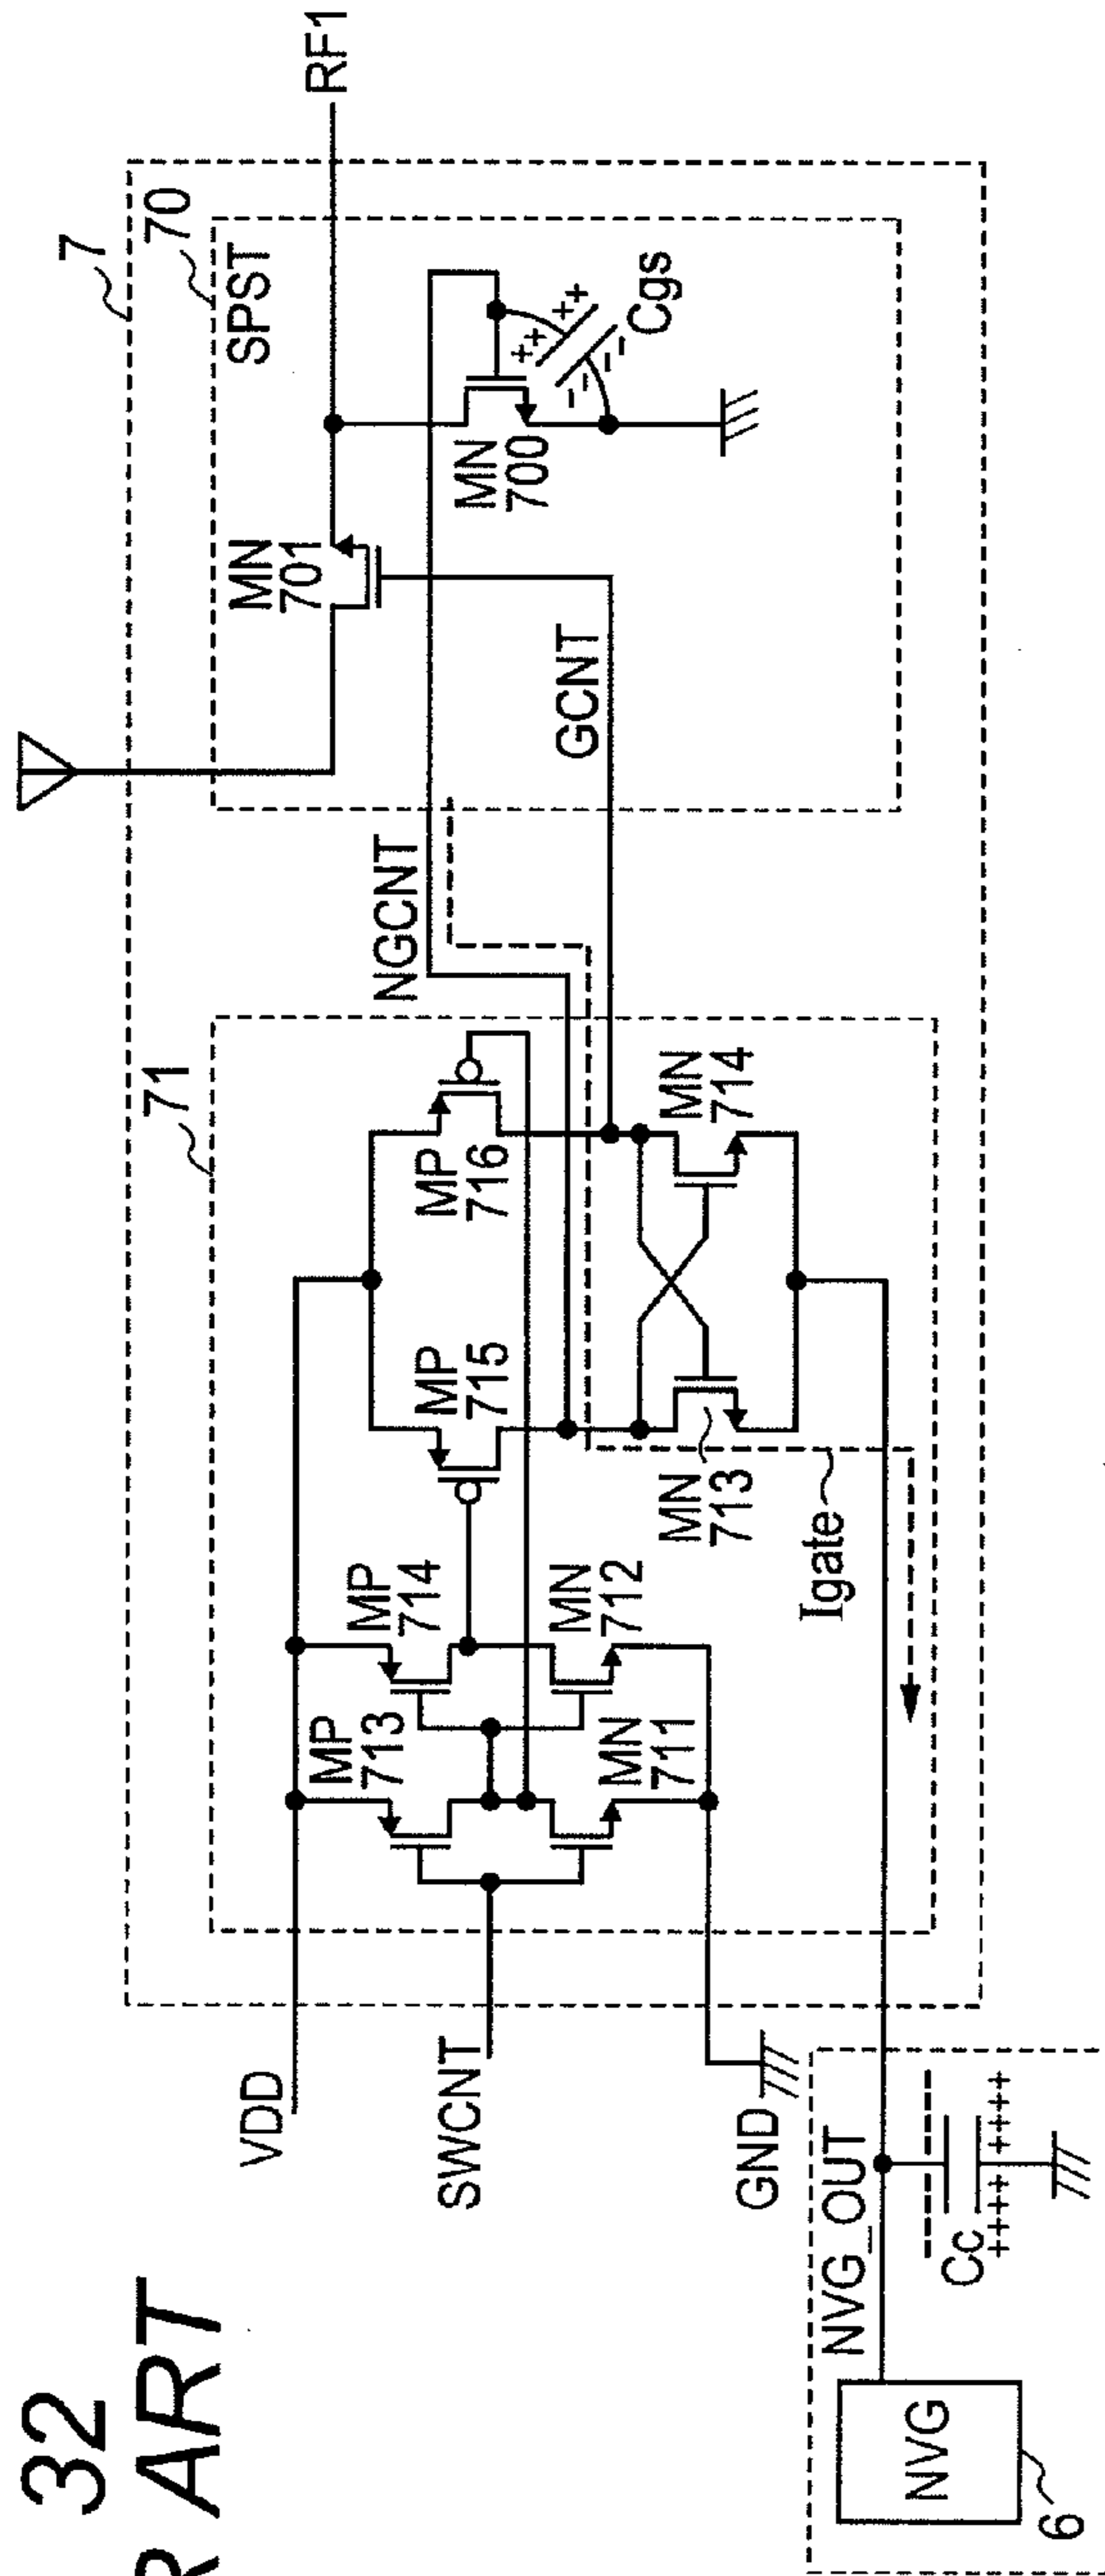 32
R ART
7
70
SPST
RF1
MN
701
MN
700
++
++
--
--
Cgs
NGCNT
GCNT
71
MP
716
MP
715
MN
714
MN
713
Igate
MP
714
MP
713
MN
712
MN
711
VDD
SWCNT
GND
NVG_OUT
Cc
++++ ++++
NVG
6